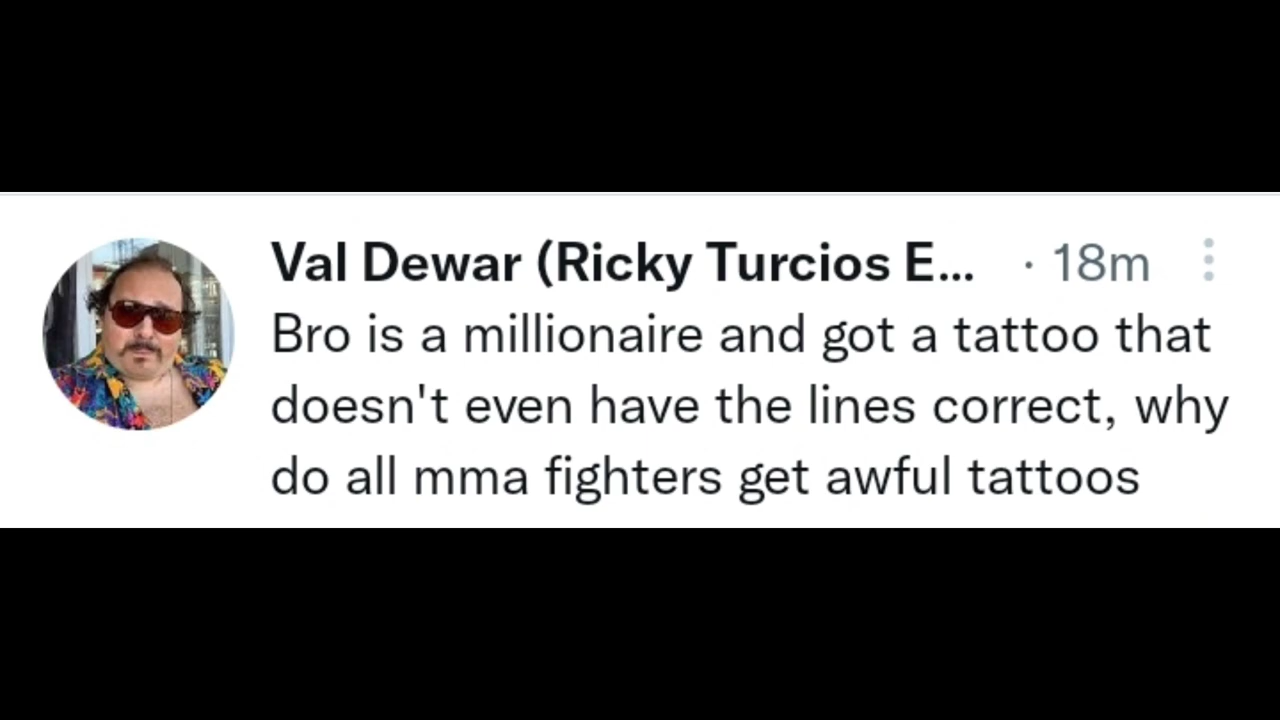 Val Dewar (Ricky Turcios E... · 18m
Bro is a millionaire and got a tattoo that
doesn't even have the lines correct, why
do all mma fighters get awful tattoos